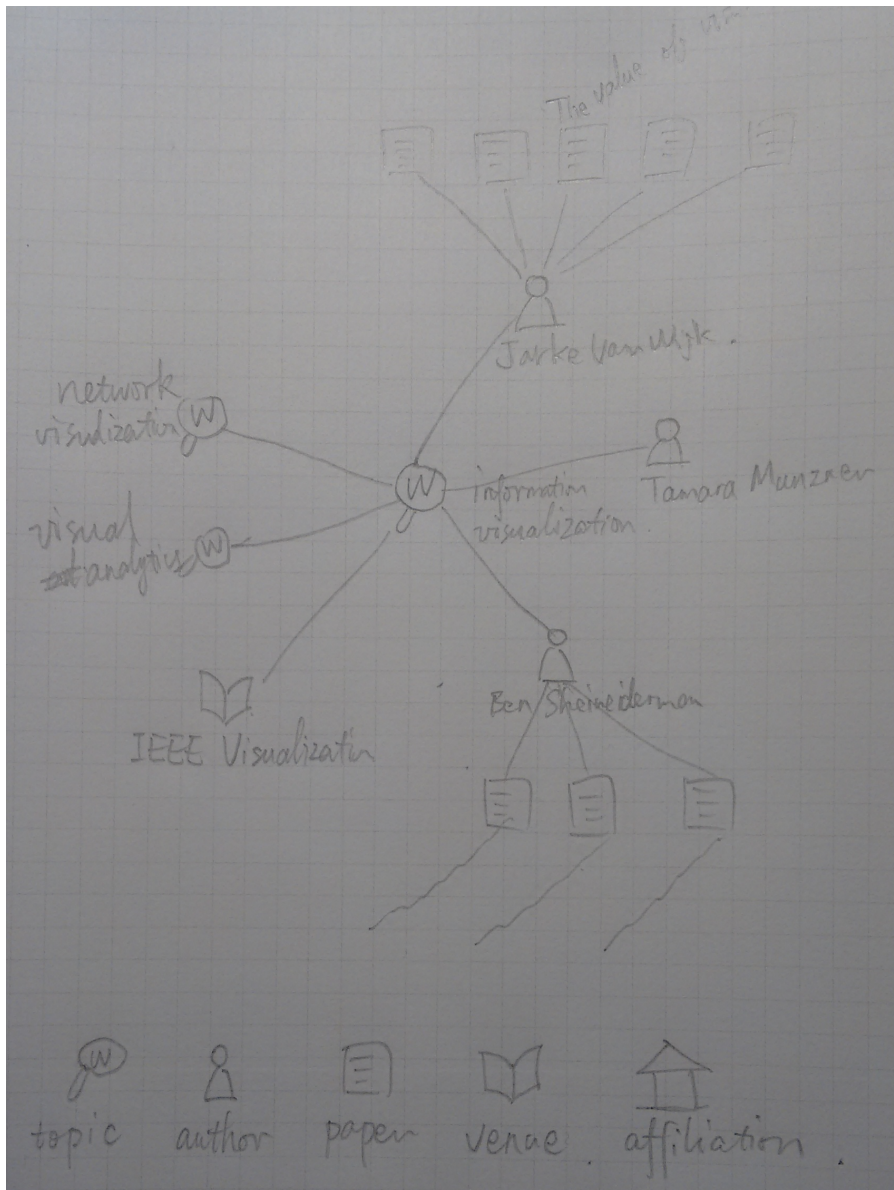 The value of
Jarke Van Wijk.
network
visualization
Tamara Munzner
information
visualization.
visual
analytics
Ben Sheineiderman
IEEE Visualization
W
W
W
W
topic
author
paper
venue.
affiliation.